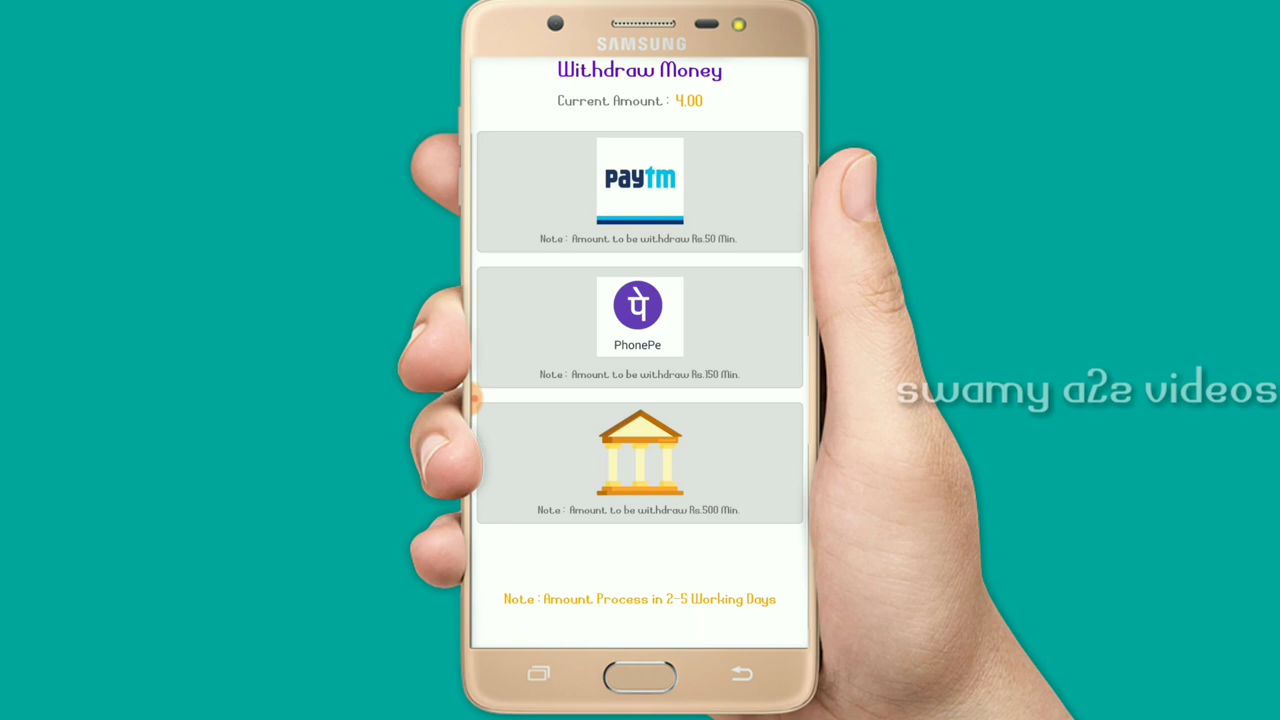 SAMSUNG
Withdraw Money
Current Amount : 4.00
paytm
Note : Amount to be withdraw Rs.50 Min.
पे
PhonePe
Note : Amount to be withdraw Rs.150 Min.
swamy a2z videos
Note : Amount to be withdraw Rs.500 Min.
Note : Amount Process in 2-5 Working Days